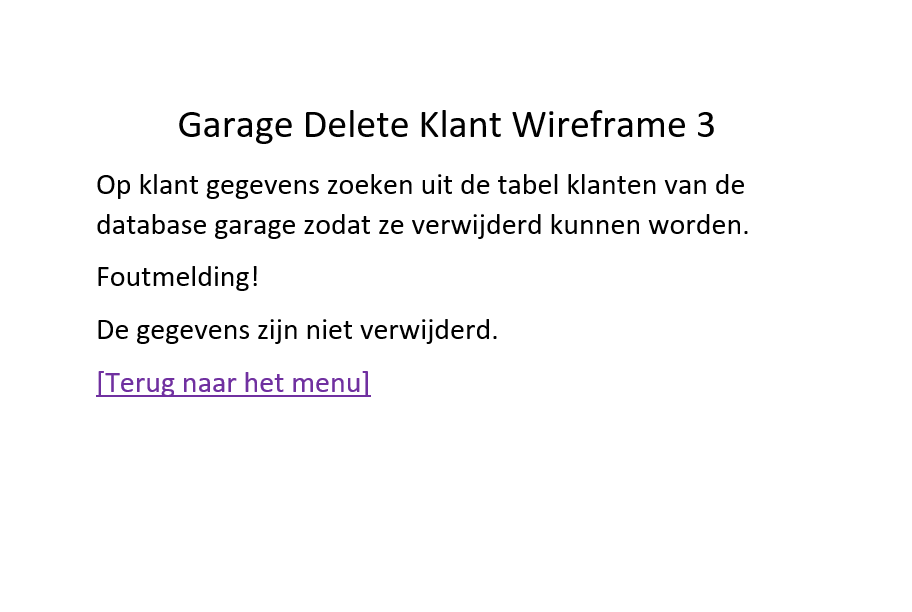 Garage Delete Klant Wireframe 3
Op klant gegevens zoeken uit de tabel klanten van de
database garage zodat ze verwijderd kunnen worden.
Foutmelding!
De gegevens zijn niet verwijderd.
[Terug naar het menu]